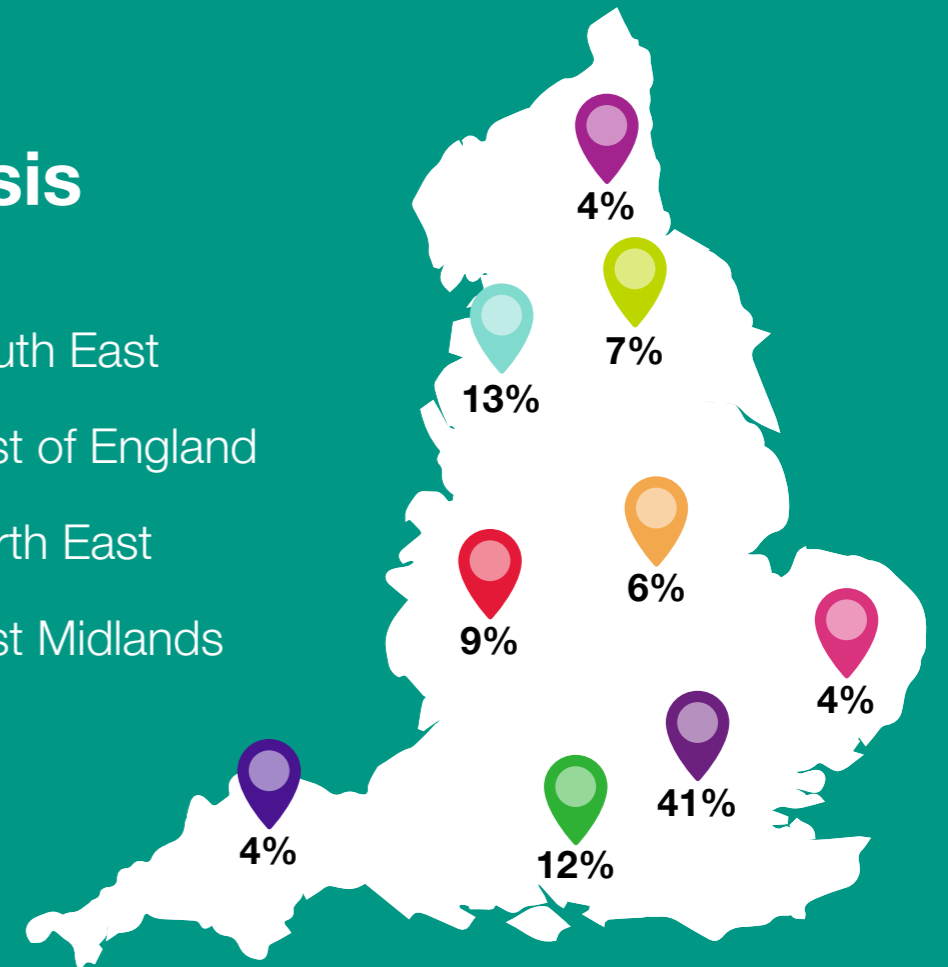 sis
uth East
st of England
rth East
st Midlands
4%
7%
13%
6%
9%
4%
41%
4%
12%